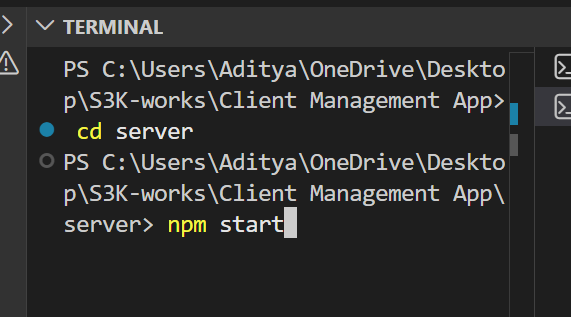 TERMINAL
PS C:\Users\Aditya\OneDrive\Deskto
p\S3K-works\Client Management App>
cd server
PS C:\Users\Aditya\OneDrive\Deskto
p\S3K-works\Client Management App\
server> npm start